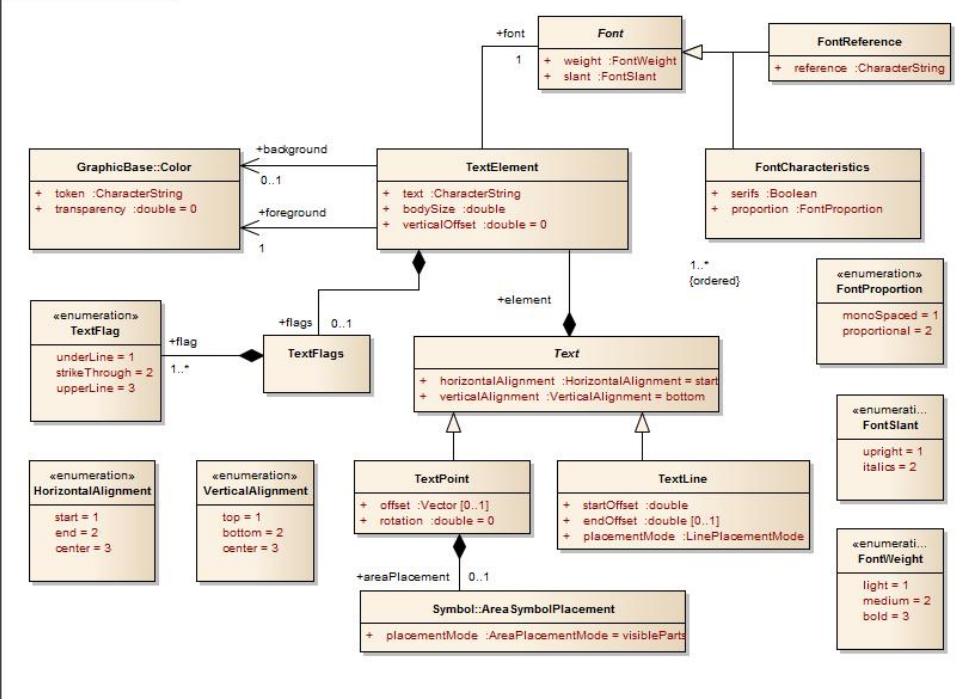 +font
1
Font
+ weight :FontWeight
+ slant :FontSlant
FontReference
+ reference :CharacterString
GraphicBase::Color
+ token :CharacterString
+ transparency :double = 0
+background
0..1
+foreground
1
TextElement
+ text :CharacterString
+ bodySize :double
+ verticalOffset :double = 0
FontCharacteristics
+ serifs :Boolean
+ proportion :FontProportion
1..*
{ordered}
+element
«enumeration»
FontProportion
monoSpaced = 1
proportional = 2
«enumeration»
TextFlag
underLine = 1
strikeThrough = 2
upperLine = 3
+flag
1..*
+flags
0..1
TextFlags
Text
+ horizontalAlignment :HorizontalAlignment = start
+ verticalAlignment :VerticalAlignment = bottom
«enumerati...
FontSlant
upright = 1
italics = 2
«enumeration»
HorizontalAlignment
start = 1
end = 2
center = 3
«enumeration»
VerticalAlignment
top = 1
bottom = 2
center = 3
TextPoint
+ offset :Vector [0..1]
+ rotation :double = 0
TextLine
+ startOffset :double
+ endOffset :double [0..1]
+ placementMode :LinePlacementMode
«enumerati...
FontWeight
light = 1
medium = 2
bold = 3
+areaPlacement
0..1
Symbol::AreaSymbolPlacement
+ placementMode :AreaPlacementMode = visibleParts